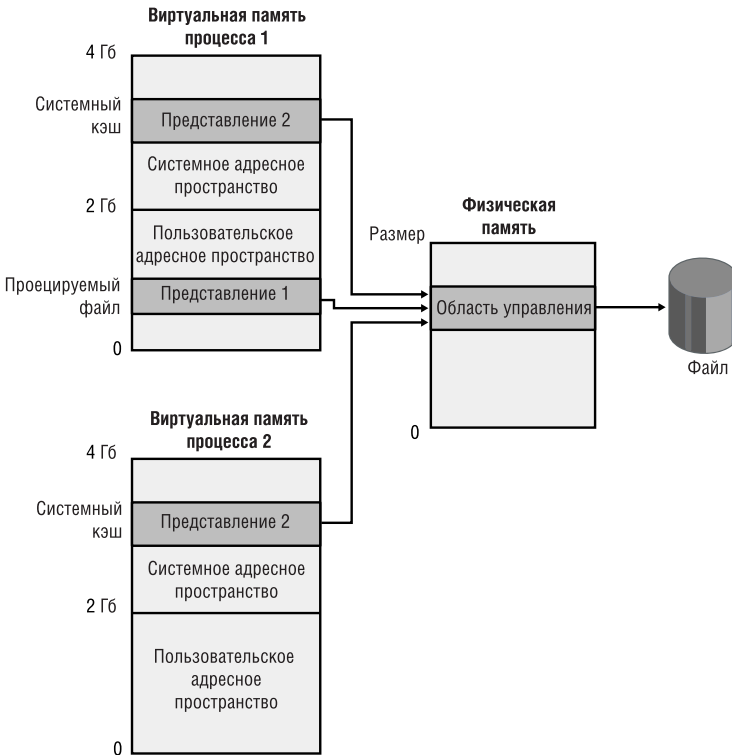 Виртуальная память
процесса 1
4 Гб
Системный
кэш
Представление 2
Системное адресное
пространство
2 Гб
Пользовательское
адресное пространство
Проецируемый
файл
Представление 1
0
Физическая
память
Размер
Область управления
0
Файл
Виртуальная память
процесса 2
4 Гб
Системный
кэш
Представление 2
Системное адресное
пространство
2 Гб
Пользовательское
адресное
пространство
0